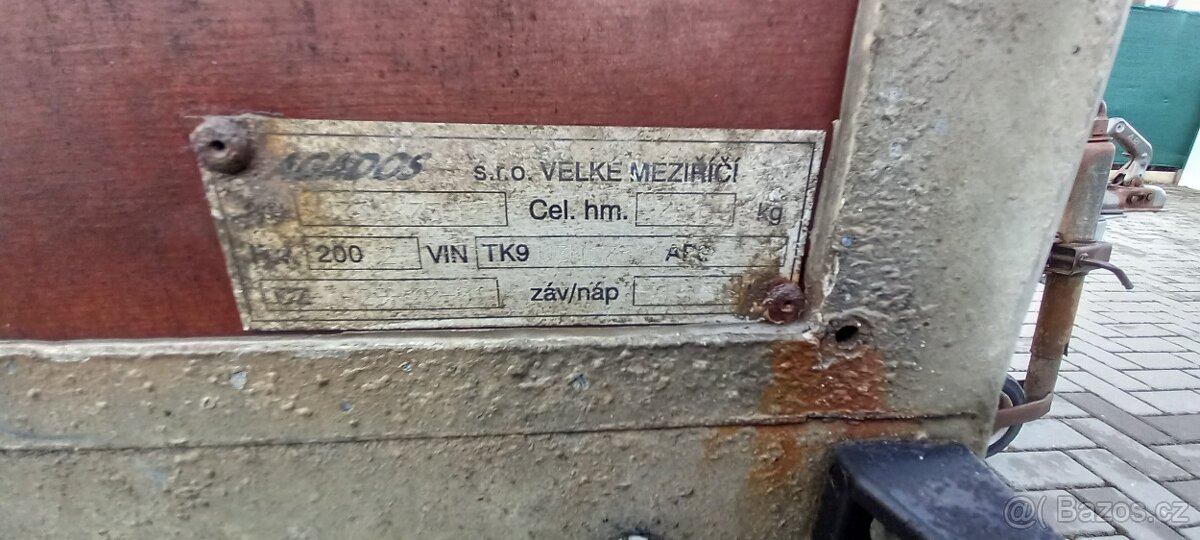 AGADOS s.r.o. VELKÉ MEZIŘÍČÍ
Cel. hm. kg
200 VIN TK9
záv/náp
Bazos.cz